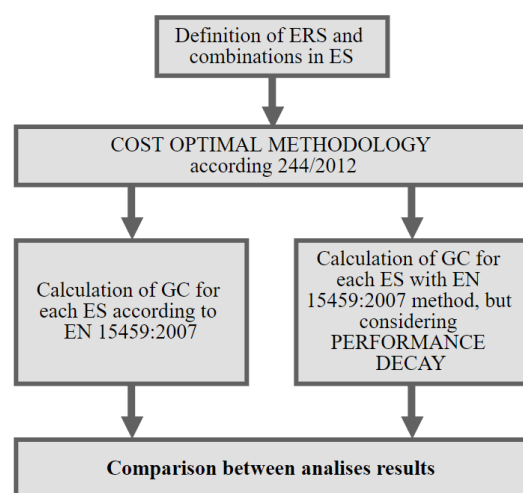 Definition of ERS and
combinations in ES
COST OPTIMAL METHODOLOGY
according 244/2012
Calculation of GC for
each ES according to
EN 15459:2007
Calculation of GC for
each ES with EN
15459:2007 method, but
considering
PERFORMANCE
DECAY
Comparison between analises results